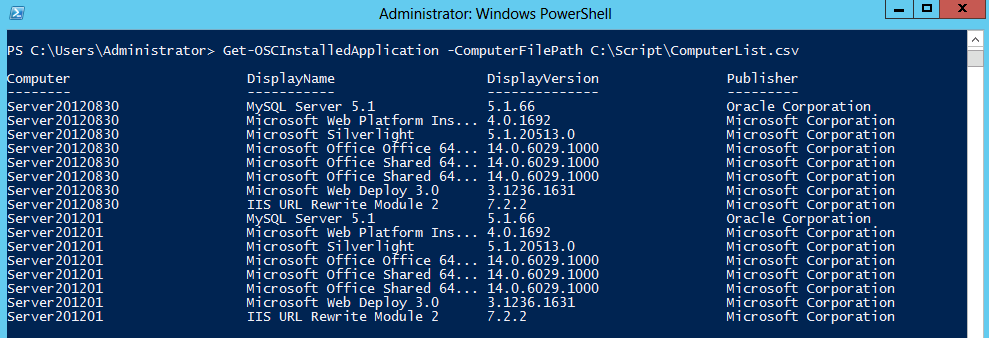 Administrator: Windows PowerShell
PS C:\Users\Administrator> Get-OSCInstalledApplication -ComputerFilePath C:\Script\ComputerList.csv
Computer DisplayName DisplayVersion Publisher
-------- ----------- -------------- ---------
Server20120830 MySQL Server 5.1 5.1.66 Oracle Corporation
Server20120830 Microsoft Web Platform Ins... 4.0.1692 Microsoft Corporation
Server20120830 Microsoft Silverlight 5.1.20513.0 Microsoft Corporation
Server20120830 Microsoft Office Office 64... 14.0.6029.1000 Microsoft Corporation
Server20120830 Microsoft Office Shared 64... 14.0.6029.1000 Microsoft Corporation
Server20120830 Microsoft Office Shared 64... 14.0.6029.1000 Microsoft Corporation
Server20120830 Microsoft Web Deploy 3.0 3.1236.1631 Microsoft Corporation
Server20120830 IIS URL Rewrite Module 2 7.2.2 Microsoft Corporation
Server201201 MySQL Server 5.1 5.1.66 Oracle Corporation
Server201201 Microsoft Web Platform Ins... 4.0.1692 Microsoft Corporation
Server201201 Microsoft Silverlight 5.1.20513.0 Microsoft Corporation
Server201201 Microsoft Office Office 64... 14.0.6029.1000 Microsoft Corporation
Server201201 Microsoft Office Shared 64... 14.0.6029.1000 Microsoft Corporation
Server201201 Microsoft Office Shared 64... 14.0.6029.1000 Microsoft Corporation
Server201201 Microsoft Web Deploy 3.0 3.1236.1631 Microsoft Corporation
Server201201 IIS URL Rewrite Module 2 7.2.2 Microsoft Corporation